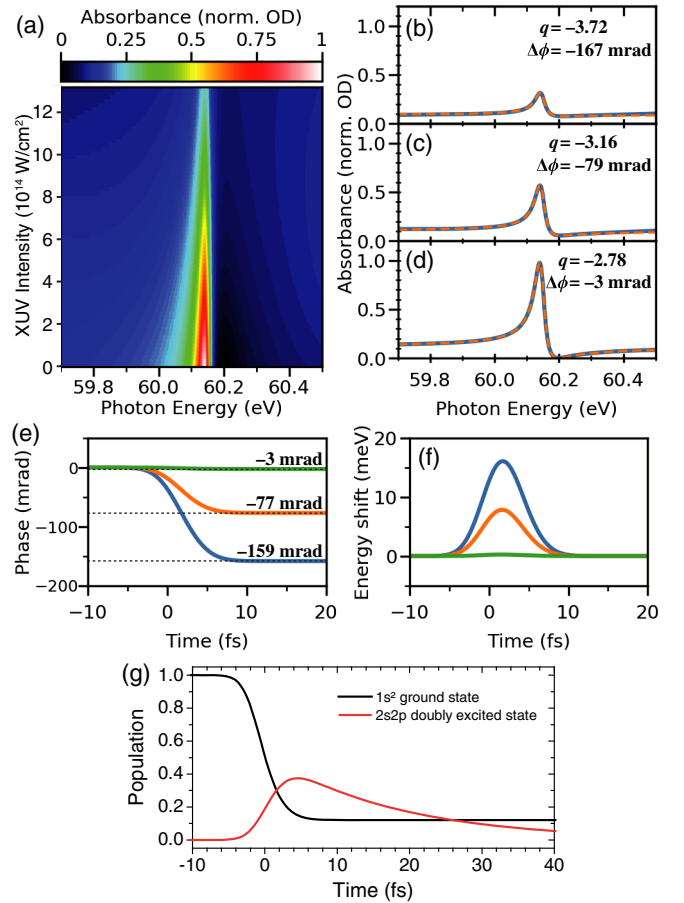 (a)
Absorbance (norm. OD)
0 0.25 0.5 0.75 1
XUV Intensity (10¹⁴ W/cm²)
12
10
8
6
4
2
0
59.8 60.0 60.2 60.4
Photon Energy (eV)
Absorbance (norm. OD)
(b)
q = −3.72
Δϕ = −167 mrad
1.0
0.5
0.0
(c)
q = −3.16
Δϕ = −79 mrad
1.0
0.5
0.0
(d)
q = −2.78
Δϕ = −3 mrad
1.0
0.5
0.0
59.8 60.0 60.2 60.4
Photon Energy (eV)
(e)
Phase (mrad)
0
−100
−200
−3 mrad
−77 mrad
−159 mrad
−10 0 10 20
Time (fs)
(f)
Energy shift (meV)
20
10
0
−10 0 10 20
Time (fs)
(g)
Population
1.0
0.8
0.6
0.4
0.2
0.0
1s² ground state
2s2p doubly excited state
-10 0 10 20 30 40
Time (fs)